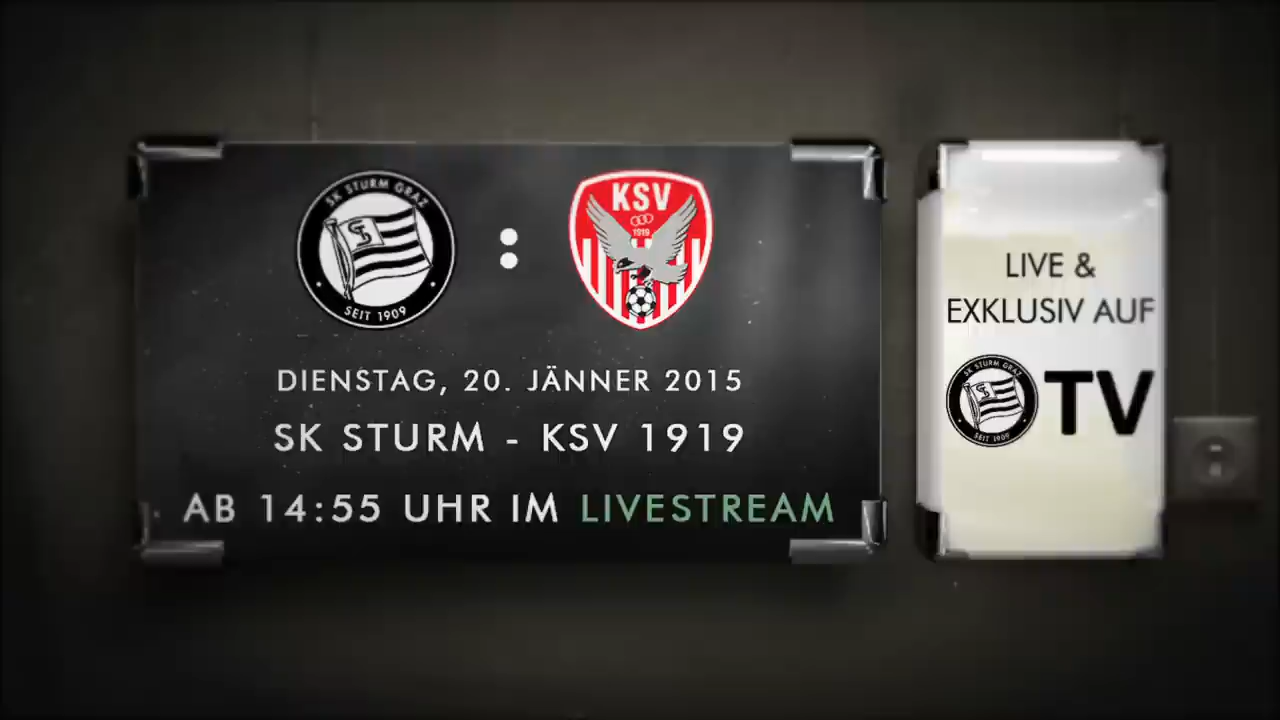 SK STURM GRAZ
SEIT 1909
:
KSV
1919
DIENSTAG, 20. JÄNNER 2015
SK STURM - KSV 1919
AB 14:55 UHR IM LIVESTREAM
LIVE &
EXKLUSIV AUF
SK STURM GRAZ
SEIT 1909
TV